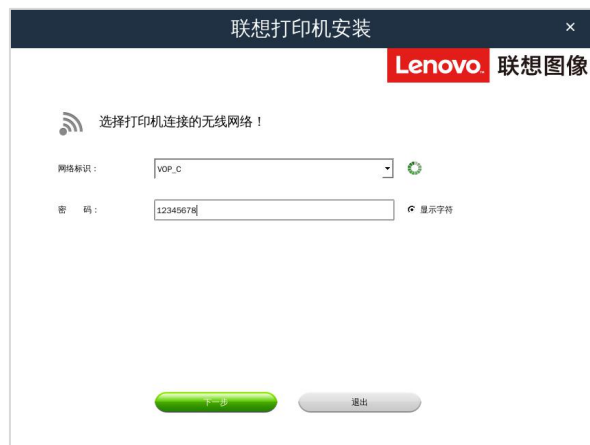 联想打印机安装
Lenovo. 联想图像
选择打印机连接的无线网络！
网络标识： VOP_C
密 码： 12345678 显示字符
下一步 退出